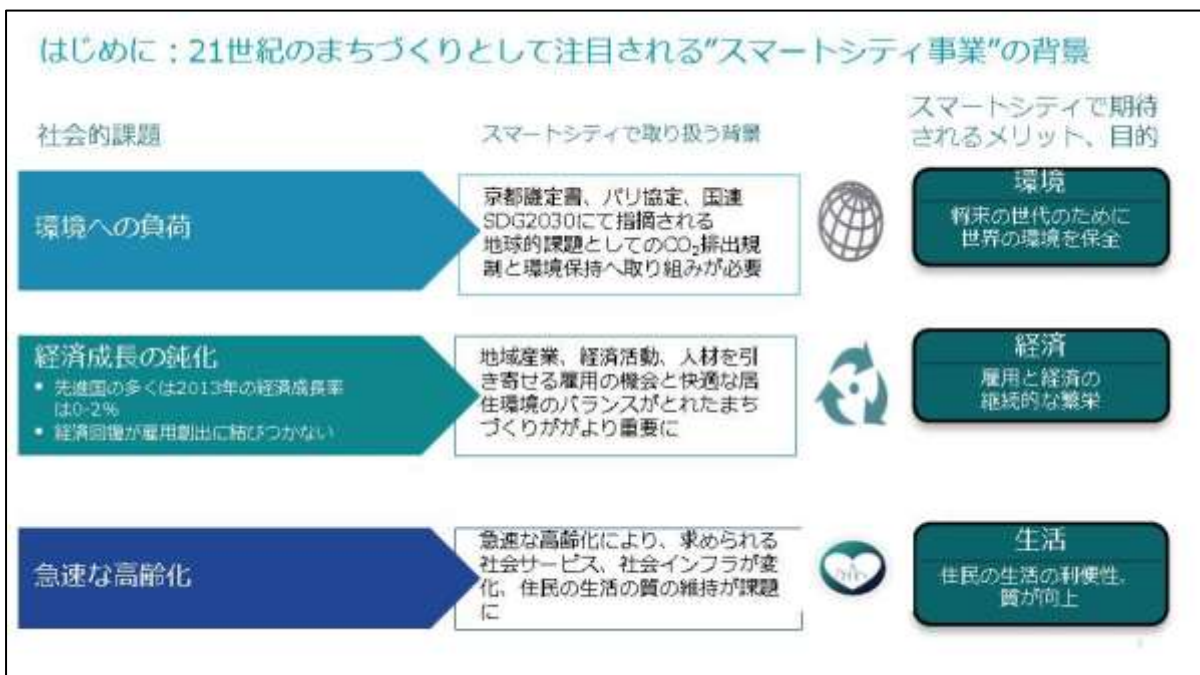 はじめに：21世紀のまちづくりとして注目される”スマートシティ事業”の背景
社会的課題
スマートシティで取り扱う背景
スマートシティで期待
されるメリット、目的
環境への負荷
京都議定書、パリ協定、国連
SDG2030にて指摘される
地球的課題としてのCO₂排出規
制と環境保持へ取り組みが必要
環境
将来の世代のために
世界の環境を保全
経済成長の鈍化
• 先進国の多くは2013年の経済成長率
は0-2%
• 経済回復が雇用創出に結びつかない
地域産業、経済活動、人材を引
き寄せる雇用の機会と快適な居
住環境のバランスがとれたまち
づくりががより重要に
経済
雇用と経済の
継続的な繁栄
急速な高齢化
急速な高齢化により、求められる
社会サービス、社会インフラが変
化、住民の生活の質の維持が課題
に
生活
住民の生活の利便性、
質が向上